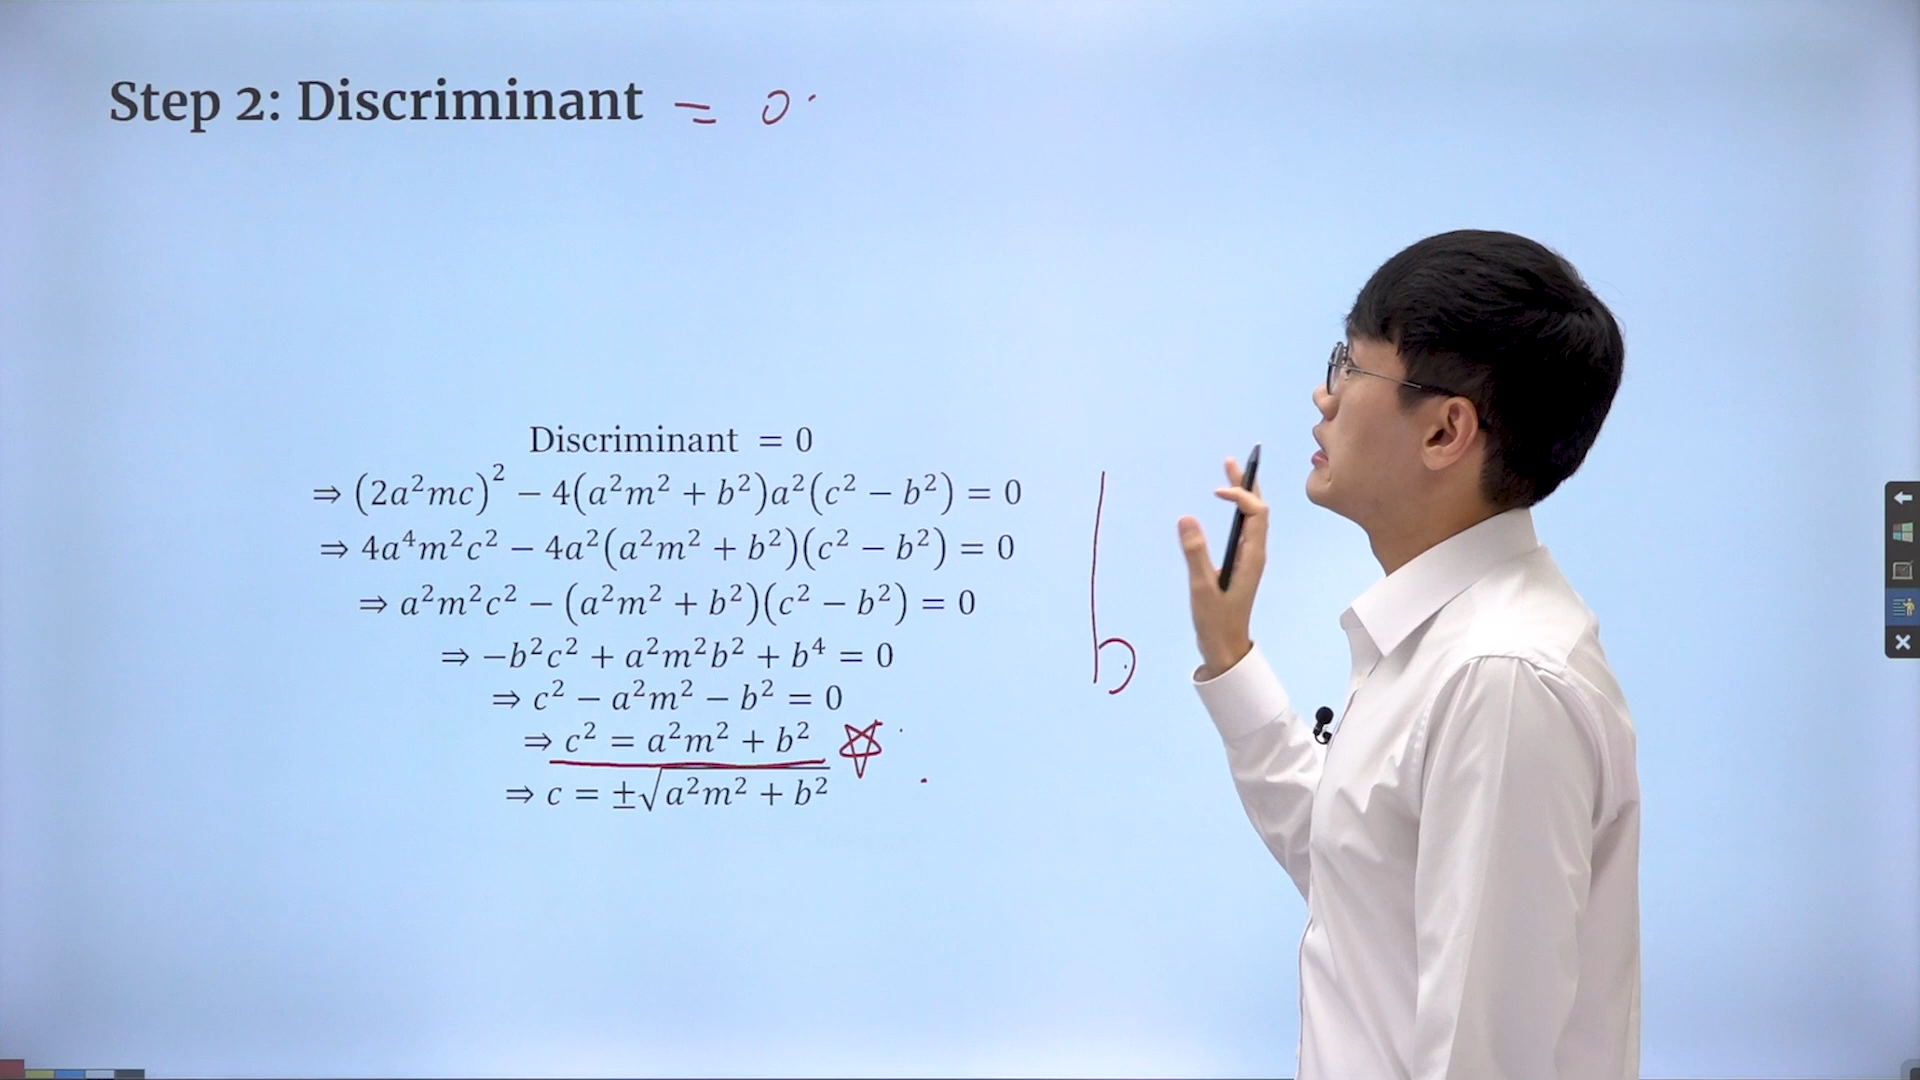 Step 2: Discriminant = 0
Discriminant = 0
⇒ (2a²mc)² − 4(a²m² + b²)a²(c² − b²) = 0
⇒ 4a⁴m²c² − 4a²(a²m² + b²)(c² − b²) = 0
⇒ a²m²c² − (a²m² + b²)(c² − b²) = 0
⇒ −b²c² + a²m²b² + b⁴ = 0
⇒ c² − a²m² − b² = 0
⇒ c² = a²m² + b²
⇒ c = ±√(a²m² + b²)
b